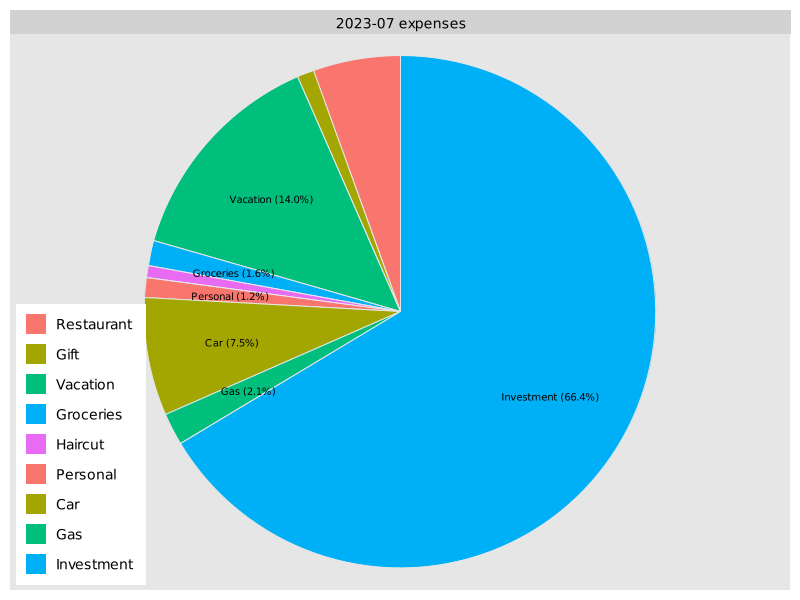 2023-07 expenses
Vacation (14.0%)
Groceries (1.6%)
Personal (1.2%)
Car (7.5%)
Gas (2.1%)
Investment (66.4%)
Restaurant
Gift
Vacation
Groceries
Haircut
Personal
Car
Gas
Investment